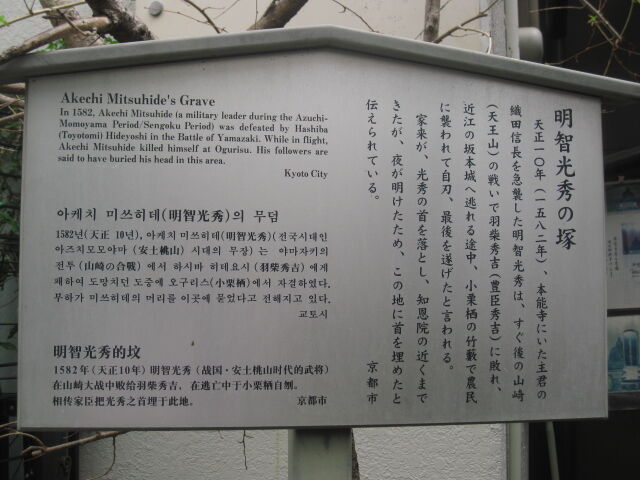 明智光秀の塚
天正一〇年（一五八二年）、本能寺にいた主君の
織田信長を急襲した明智光秀は、すぐ後の山崎
（天王山）の戦いで羽柴秀吉（豊臣秀吉）に敗れ、
近江の坂本城へ逃れる途中、小栗栖の竹藪で農民
に襲われて自刃、最後を遂げたと言われる。
家来が、光秀の首を落とし、知恩院の近くまで
きたが、夜が明けたため、この地に首を埋めたと
伝えられている。
京都市
Akechi Mitsuhide's Grave
In 1582, Akechi Mitsuhide (a military leader during the Azuchi-
Momoyama Period/Sengoku Period) was defeated by Hashiba
(Toyotomi) Hideyoshi in the Battle of Yamazaki. While in flight,
Akechi Mitsuhide killed himself at Ogurisu. His followers are
said to have buried his head in this area.
Kyoto City
아케치 미쓰히데(明智光秀)의 무덤
1582년(天正 10년), 아케치 미쓰히데(明智光秀)(전국시대인
아즈치모모야마 (安土桃山) 시대의 무장) 는 야마자키의
전투 (山崎の合戦) 에서 하시바 히데요시 (羽柴秀吉) 에게
패하여 도망치던 도중에 오구리스(小栗栖)에서 자결하였다.
부하가 미쓰히데의 머리를 이곳에 묻었다고 전해지고 있다.
교토시
明智光秀的坟
1582年（天正10年）明智光秀（战国・安土桃山时代的武将）
在山崎大战中败给羽柴秀吉．在逃亡中于小栗栖自刎。
相传家臣把光秀之首埋于此地。
京都市